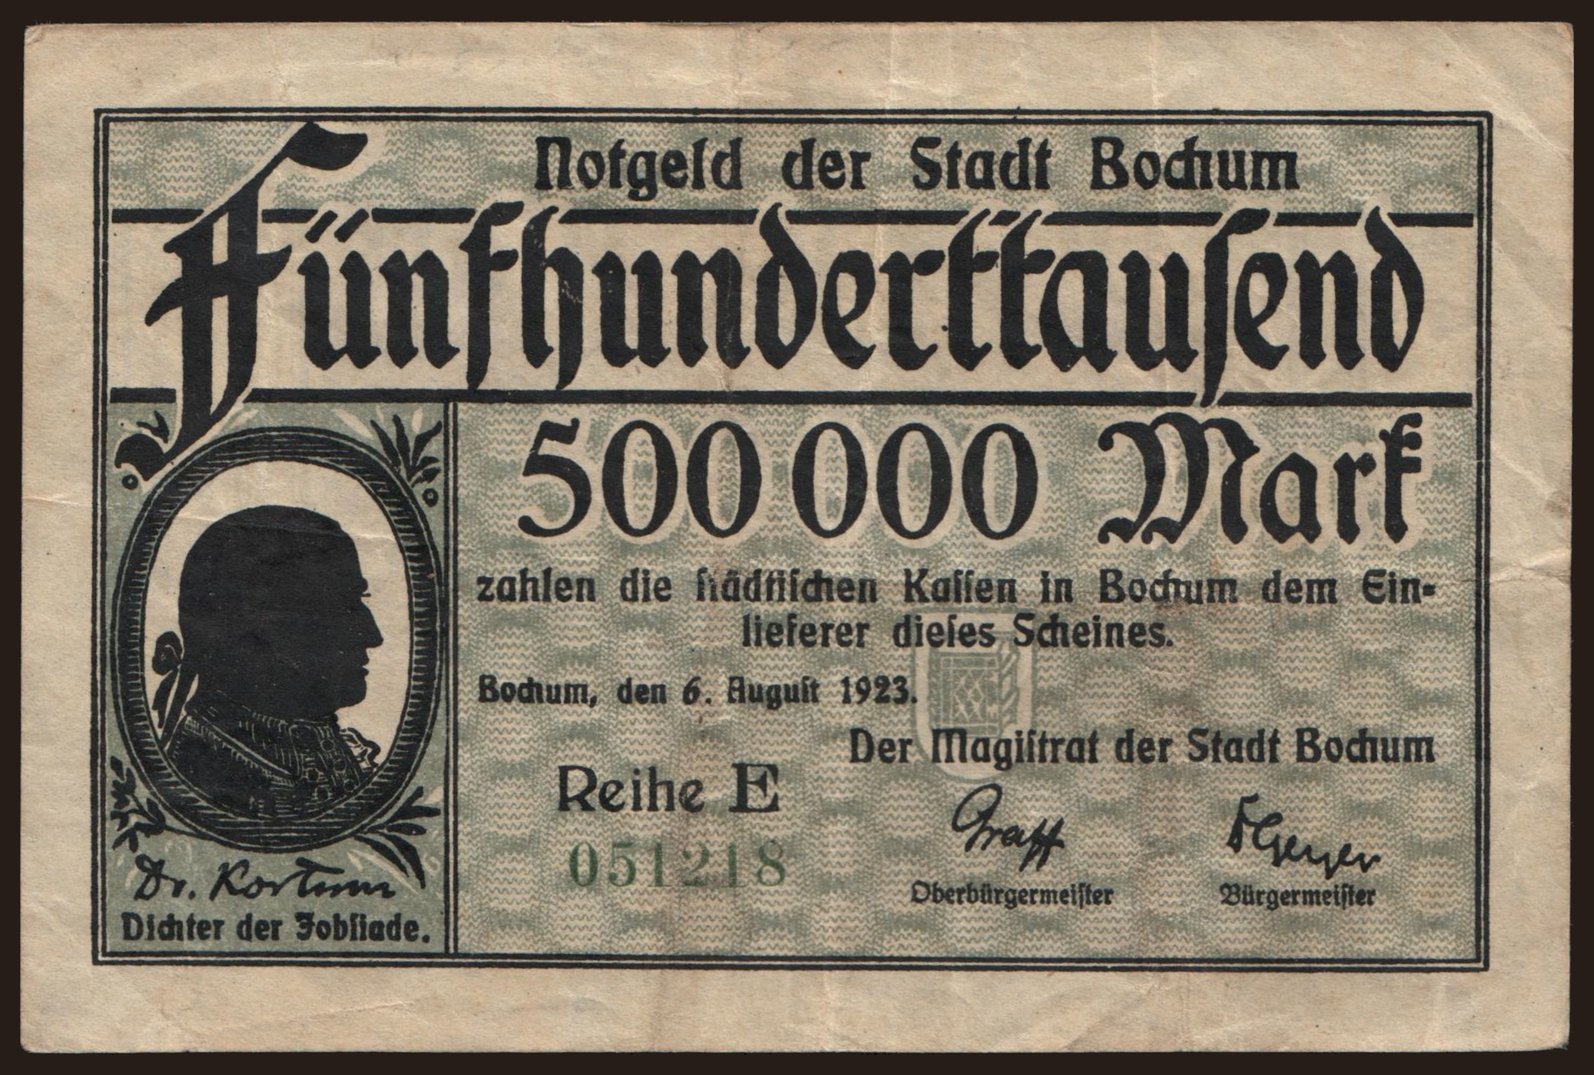 Notgeld der Stadt Bochum
Fünfhunderttauſend
500 000 Mark
zahlen die ſtädtiſchen Kaſſen in Bochum dem Ein-
lieferer dieſes Scheines.
Bochum, den 6. Auguſt 1923.
Der Magiſtrat der Stadt Bochum
Reihe E
051218
Graff
Oberbürgermeiſter
Bürgermeiſter
Dr. Kortum
Dichter der Jobſiade.